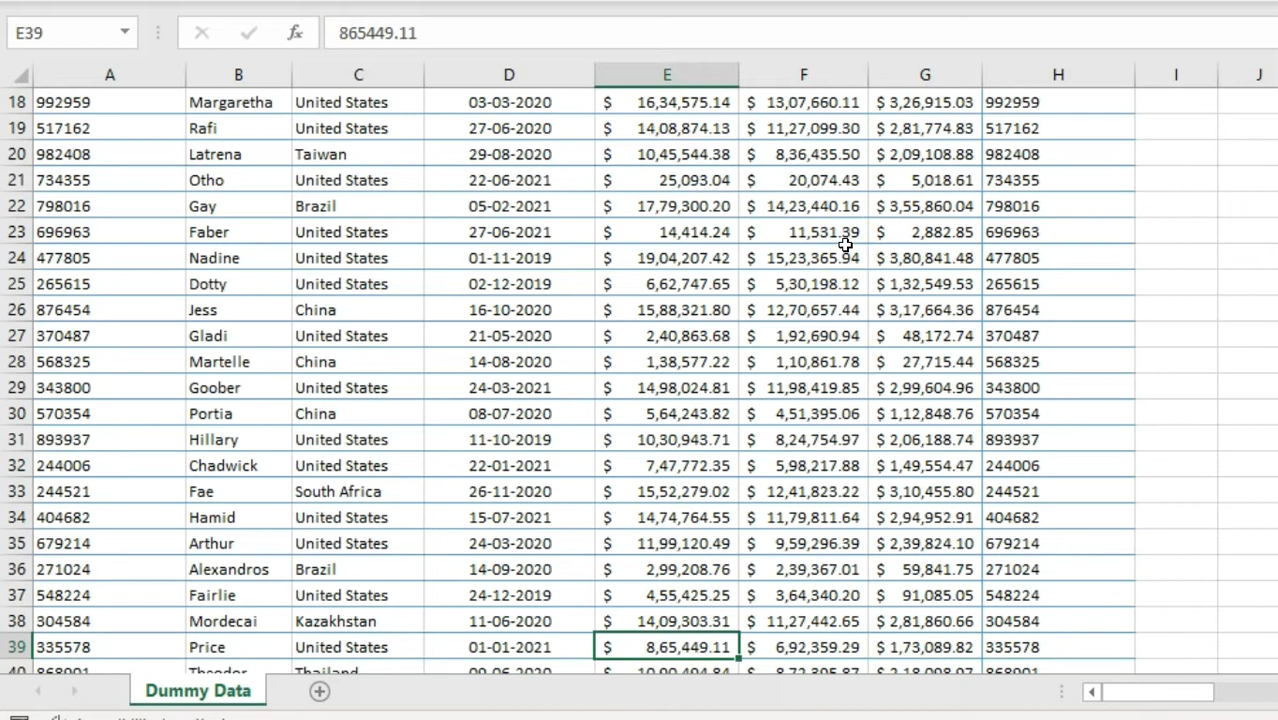 E39 fx 865449.11
A B C D E F G H I J
18 992959 Margaretha United States 03-03-2020 $ 16,34,575.14 $ 13,07,660.11 $ 3,26,915.03 992959
19 517162 Rafi United States 27-06-2020 $ 14,08,874.13 $ 11,27,099.30 $ 2,81,774.83 517162
20 982408 Latrena Taiwan 29-08-2020 $ 10,45,544.38 $ 8,36,435.50 $ 2,09,108.88 982408
21 734355 Otho United States 22-06-2021 $ 25,093.04 $ 20,074.43 $ 5,018.61 734355
22 798016 Gay Brazil 05-02-2021 $ 17,79,300.20 $ 14,23,440.16 $ 3,55,860.04 798016
23 696963 Faber United States 27-06-2021 $ 14,414.24 $ 11,531.39 $ 2,882.85 696963
24 477805 Nadine United States 01-11-2019 $ 19,04,207.42 $ 15,23,365.94 $ 3,80,841.48 477805
25 265615 Dotty United States 02-12-2019 $ 6,62,747.65 $ 5,30,198.12 $ 1,32,549.53 265615
26 876454 Jess China 16-10-2020 $ 15,88,321.80 $ 12,70,657.44 $ 3,17,664.36 876454
27 370487 Gladi United States 21-05-2020 $ 2,40,863.68 $ 1,92,690.94 $ 48,172.74 370487
28 568325 Martelle China 14-08-2020 $ 1,38,577.22 $ 1,10,861.78 $ 27,715.44 568325
29 343800 Goober United States 24-03-2021 $ 14,98,024.81 $ 11,98,419.85 $ 2,99,604.96 343800
30 570354 Portia China 08-07-2020 $ 5,64,243.82 $ 4,51,395.06 $ 1,12,848.76 570354
31 893937 Hillary United States 11-10-2019 $ 10,30,943.71 $ 8,24,754.97 $ 2,06,188.74 893937
32 244006 Chadwick United States 22-01-2021 $ 7,47,772.35 $ 5,98,217.88 $ 1,49,554.47 244006
33 244521 Fae South Africa 26-11-2020 $ 15,52,279.02 $ 12,41,823.22 $ 3,10,455.80 244521
34 404682 Hamid United States 15-07-2021 $ 14,74,764.55 $ 11,79,811.64 $ 2,94,952.91 404682
35 679214 Arthur United States 24-03-2020 $ 11,99,120.49 $ 9,59,296.39 $ 2,39,824.10 679214
36 271024 Alexandros Brazil 14-09-2020 $ 2,99,208.76 $ 2,39,367.01 $ 59,841.75 271024
37 548224 Fairlie United States 24-12-2019 $ 4,55,425.25 $ 3,64,340.20 $ 91,085.05 548224
38 304584 Mordecai Kazakhstan 11-06-2020 $ 14,09,303.31 $ 11,27,442.65 $ 2,81,860.66 304584
39 335578 Price United States 01-01-2021 $ 8,65,449.11 $ 6,92,359.29 $ 1,73,089.82 335578
40 868901 Theodor Thailand
Dummy Data